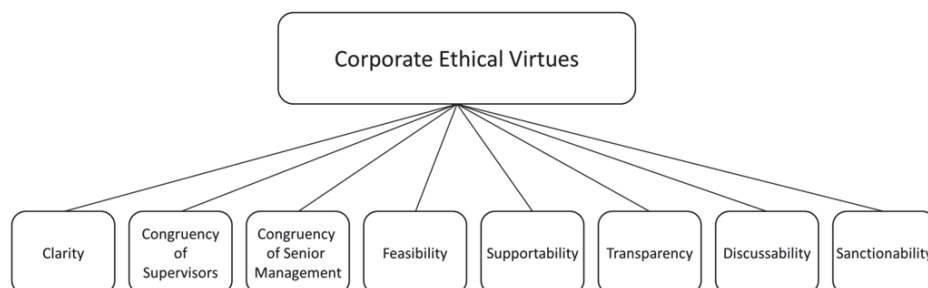 Corporate Ethical Virtues
Clarity
Congruency
of
Supervisors
Congruency
of Senior
Management
Feasibility
Supportability
Transparency
Discussability
Sanctionability